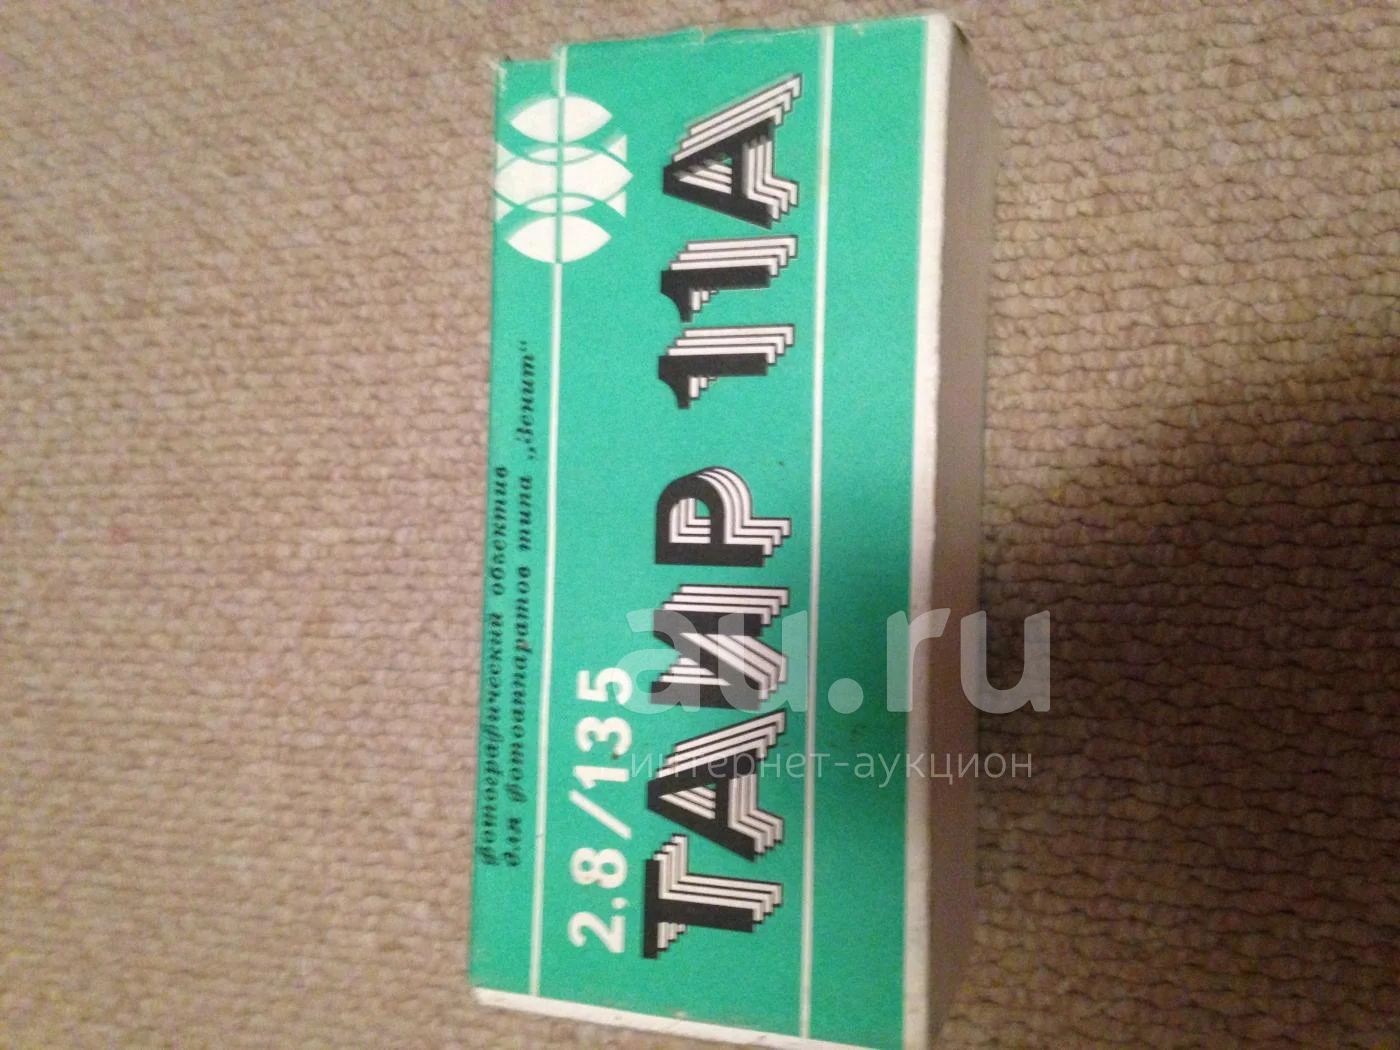 фотографический объектив
для фотоаппаратов типа „Зенит“
2.8/135
ТАИР 11А
au.ru
интернет-аукцион